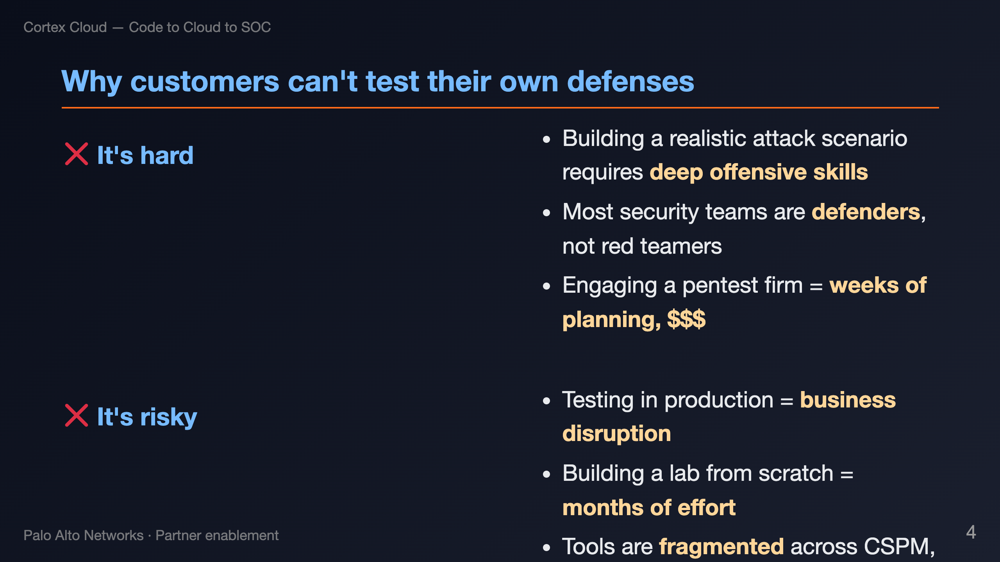 Cortex Cloud — Code to Cloud to SOC
Why customers can't test their own defenses
❌ It's hard
• Building a realistic attack scenario
requires deep offensive skills
• Most security teams are defenders,
not red teamers
• Engaging a pentest firm = weeks of
planning, $$$
❌ It's risky
• Testing in production = business
disruption
• Building a lab from scratch =
months of effort
• Tools are fragmented across CSPM,
Palo Alto Networks · Partner enablement
4